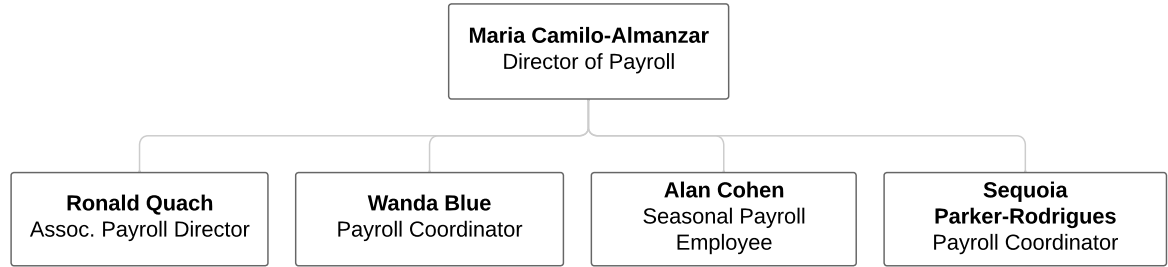 Maria Camilo-Almanzar
Director of Payroll
Ronald Quach
Assoc. Payroll Director
Wanda Blue
Payroll Coordinator
Alan Cohen
Seasonal Payroll
Employee
Sequoia
Parker-Rodrigues
Payroll Coordinator